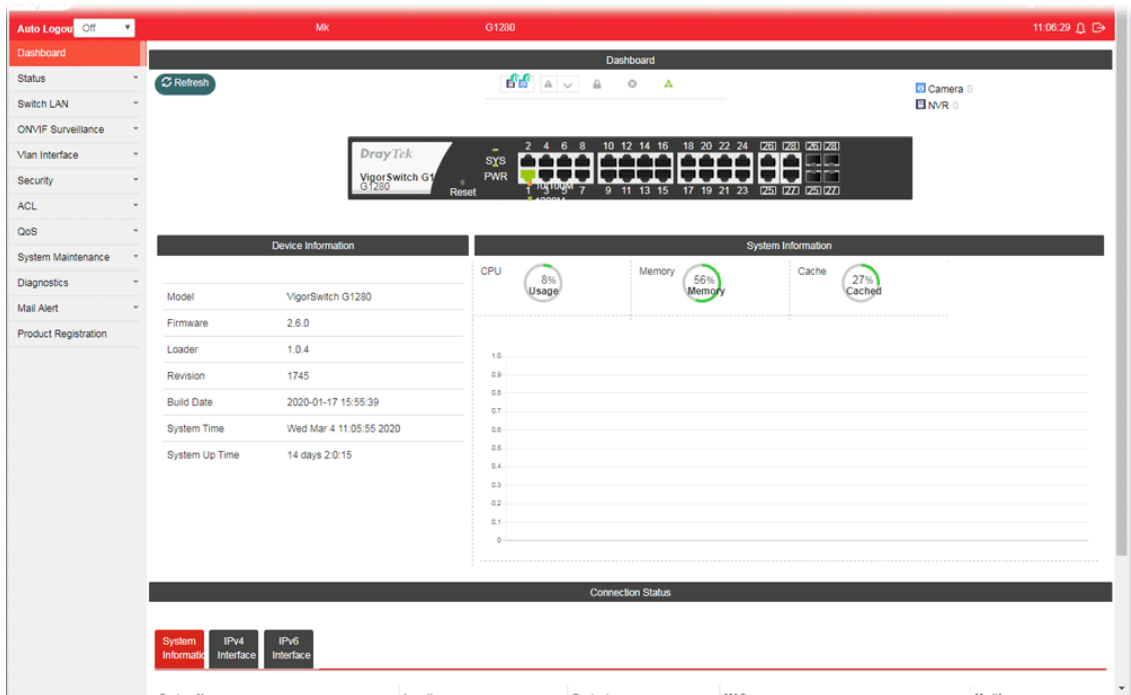 Auto Logou Off Mk G1280 11:06:29
Dashboard
Status
Switch LAN
ONVIF Surveillance
Vlan Interface
Security
ACL
QoS
System Maintenance
Diagnostics
Mail Alert
Product Registration
Dashboard
Refresh
Camera 0
NVR 0
DrayTek
VigorSwitch G1
G1280
Reset
SYS
PWR
2 4 6 8 10 12 14 16 18 20 22 24 26 28 26 28
10/100M
1 3 5 7 9 11 13 15 17 19 21 23 25 27 25 27
1000M
Device Information
Model VigorSwitch G1280
Firmware 2.6.0
Loader 1.0.4
Revision 1745
Build Date 2020-01-17 15:55:39
System Time Wed Mar 4 11:05:55 2020
System Up Time 14 days 2:0:15
System Information
CPU 8% Usage
Memory 56% Memory
Cache 27% Cached
1.0
0.9
0.8
0.7
0.6
0.5
0.4
0.3
0.2
0.1
0
Connection Status
System Informatic
IPv4 Interface
IPv6 Interface